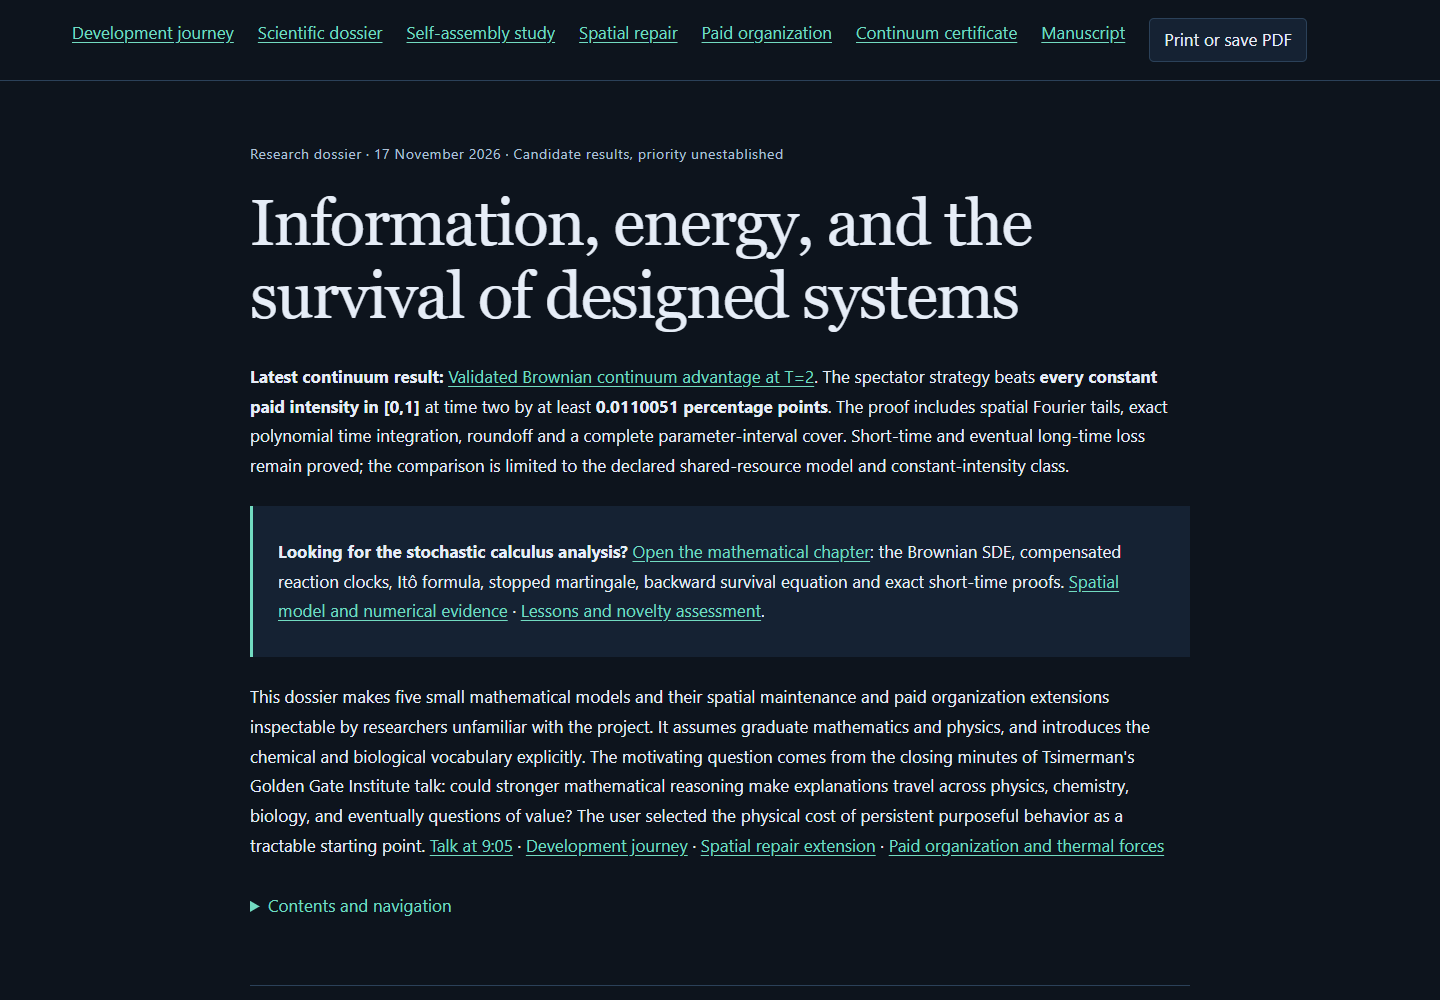 Development journey Scientific dossier Self-assembly study Spatial repair Paid organization Continuum certificate Manuscript Print or save PDF
Research dossier · 17 November 2026 · Candidate results, priority unestablished
Information, energy, and the
survival of designed systems
Latest continuum result: Validated Brownian continuum advantage at T=2. The spectator strategy beats every constant
paid intensity in [0,1] at time two by at least 0.0110051 percentage points. The proof includes spatial Fourier tails, exact
polynomial time integration, roundoff and a complete parameter-interval cover. Short-time and eventual long-time loss
remain proved; the comparison is limited to the declared shared-resource model and constant-intensity class.
Looking for the stochastic calculus analysis? Open the mathematical chapter: the Brownian SDE, compensated
reaction clocks, Itô formula, stopped martingale, backward survival equation and exact short-time proofs. Spatial
model and numerical evidence · Lessons and novelty assessment.
This dossier makes five small mathematical models and their spatial maintenance and paid organization extensions
inspectable by researchers unfamiliar with the project. It assumes graduate mathematics and physics, and introduces the
chemical and biological vocabulary explicitly. The motivating question comes from the closing minutes of Tsimerman's
Golden Gate Institute talk: could stronger mathematical reasoning make explanations travel across physics, chemistry,
biology, and eventually questions of value? The user selected the physical cost of persistent purposeful behavior as a
tractable starting point. Talk at 9:05 · Development journey · Spatial repair extension · Paid organization and thermal forces
Contents and navigation